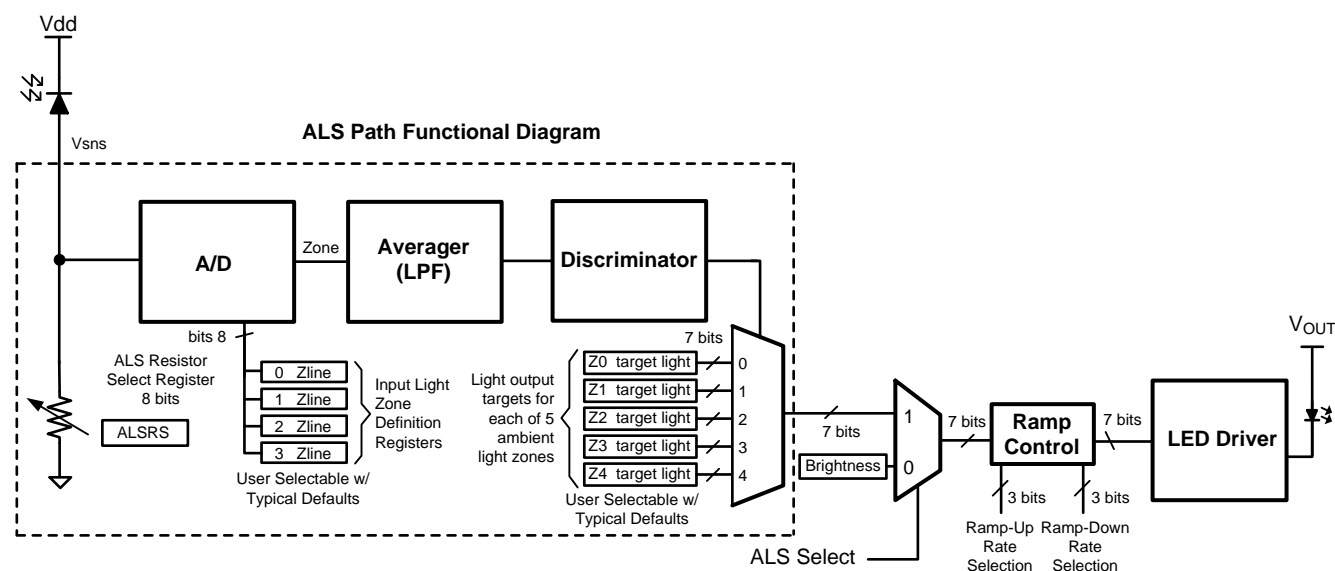 Vdd
Vsns
ALS Path Functional Diagram
A/D
Zone
Averager
(LPF)
Discriminator
bits 8
ALS Resistor
Select Register
8 bits
ALSRS
0 Zline
1 Zline
2 Zline
3 Zline
Input Light
Zone
Definition
Registers
User Selectable w/
Typical Defaults
Light output
targets for
each of 5
ambient
light zones
7 bits
Z0 target light
Z1 target light
Z2 target light
Z3 target light
Z4 target light
0
1
2
3
4
User Selectable w/
Typical Defaults
7 bits
Brightness
1
0
ALS Select
7 bits
Ramp
Control
7 bits
3 bits
3 bits
Ramp-Up
Rate
Selection
Ramp-Down
Rate
Selection
LED Driver
VOUT